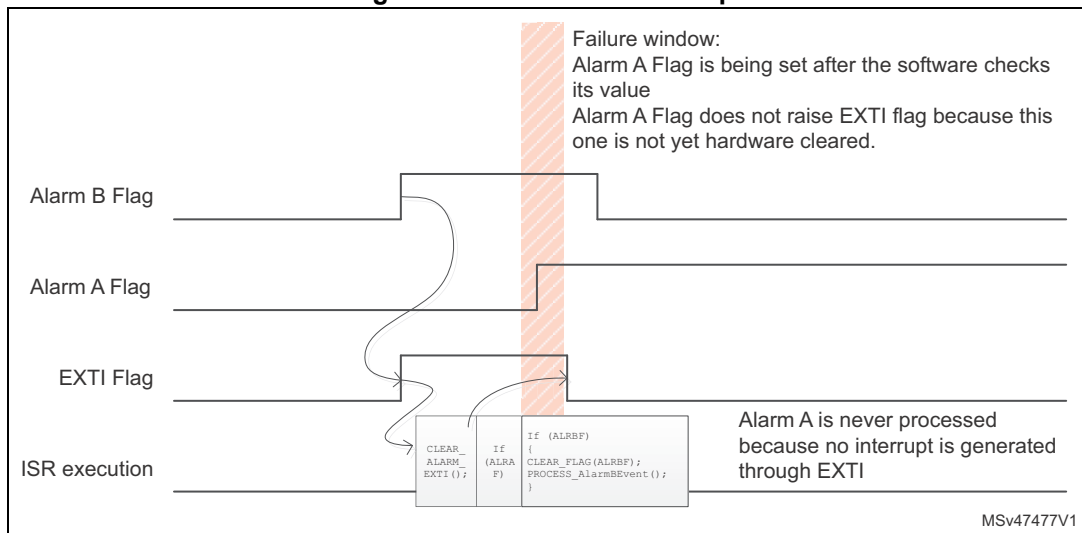 Failure window:
Alarm A Flag is being set after the software checks
its value
Alarm A Flag does not raise EXTI flag because this
one is not yet hardware cleared.
Alarm B Flag
Alarm A Flag
EXTI Flag
ISR execution
CLEAR_
ALARM_
EXTI();
If
(ALRA
F)
If (ALRBF)
{
CLEAR_FLAG(ALRBF);
PROCESS_AlarmBEvent();
}
Alarm A is never processed
because no interrupt is generated
through EXTI
MSv47477V1